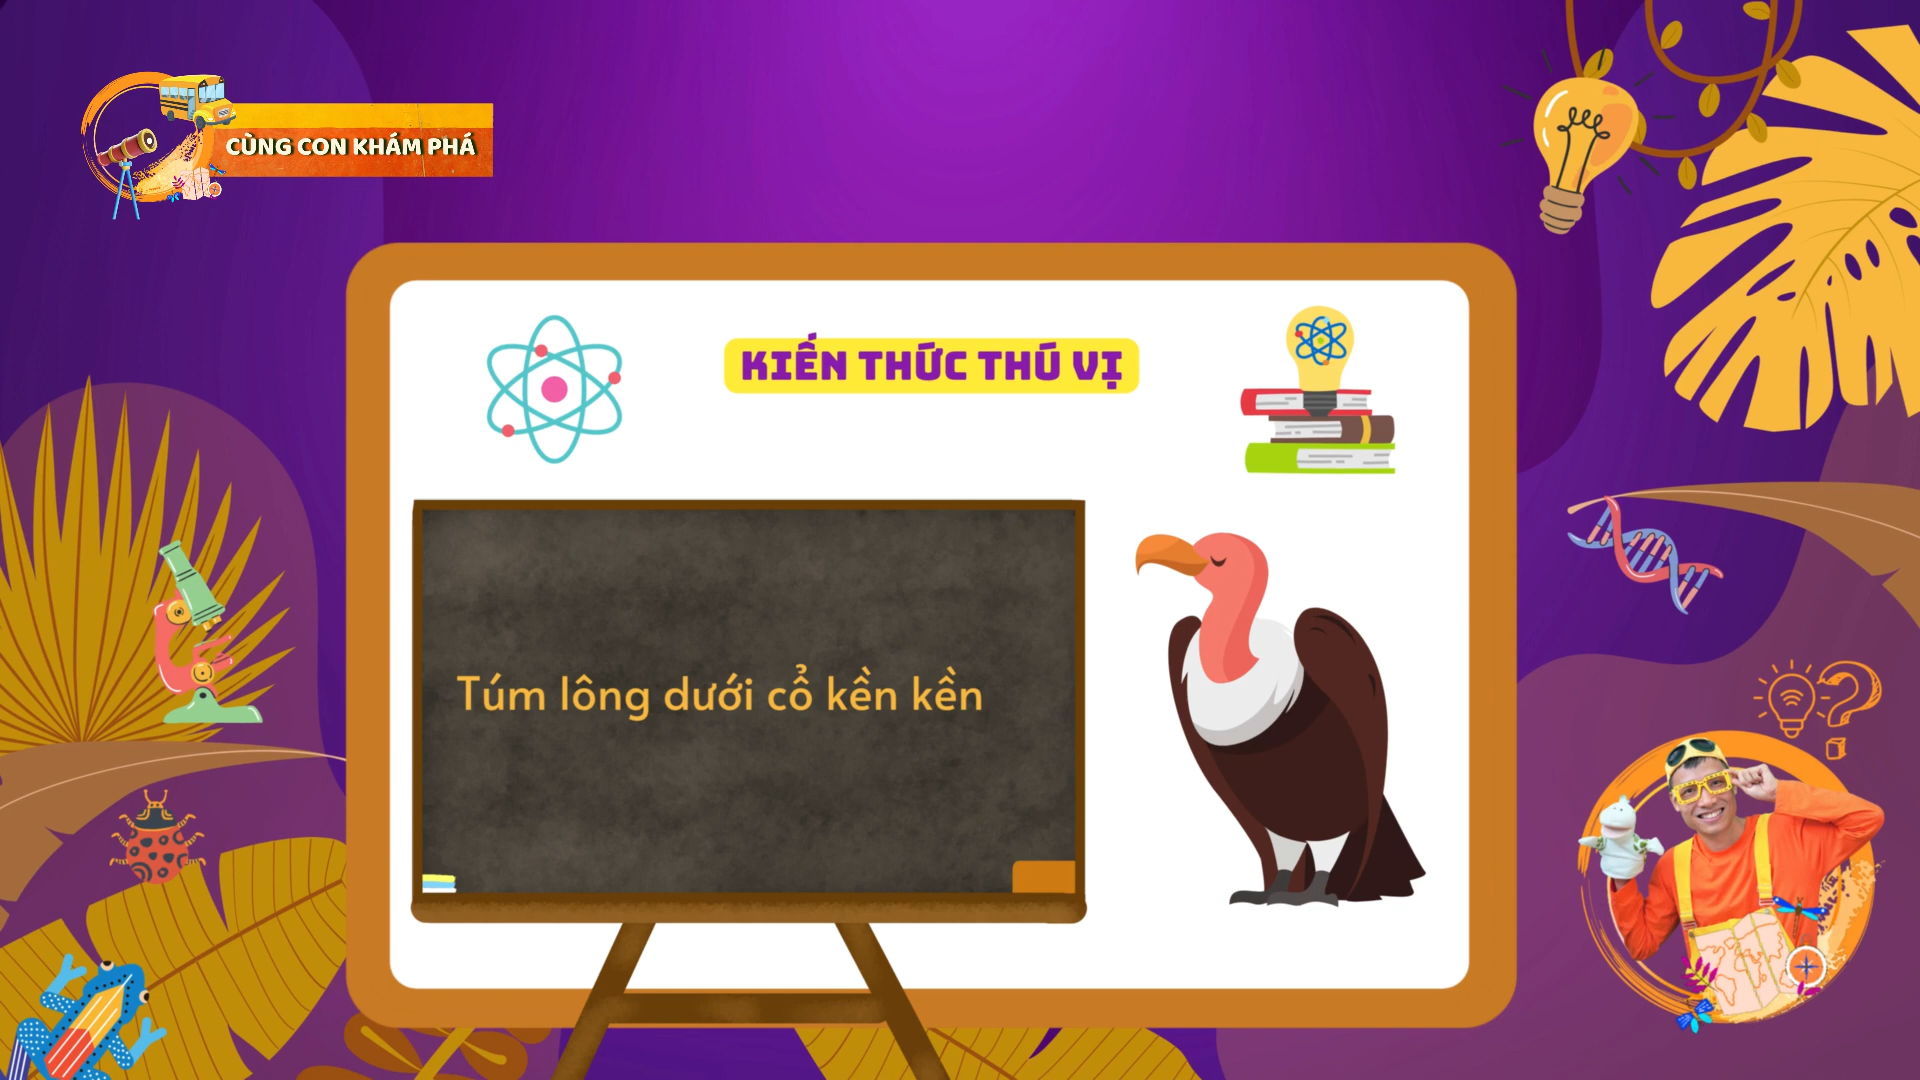 CÙNG CON KHÁM PHÁ
KIẾN THỨC THÚ VỊ
Túm lông dưới cổ kền kền